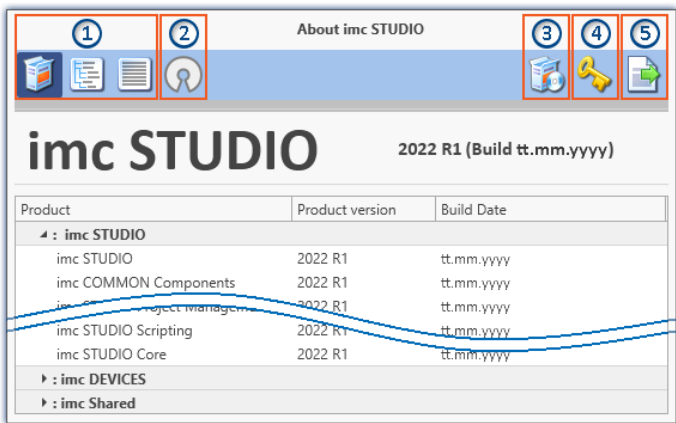 1 2 About imc STUDIO 3 4 5
imc STUDIO 2022 R1 (Build tt.mm.yyyy)
Product Product version Build Date
: imc STUDIO
imc STUDIO 2022 R1 tt.mm.yyyy
imc COMMON Components 2022 R1 tt.mm.yyyy
imc 2022 R1 tt.mm.yyyy
imc STUDIO Scripting 2022 R1 tt.mm.yyyy
imc STUDIO Core 2022 R1 tt.mm.yyyy
: imc DEVICES
: imc Shared